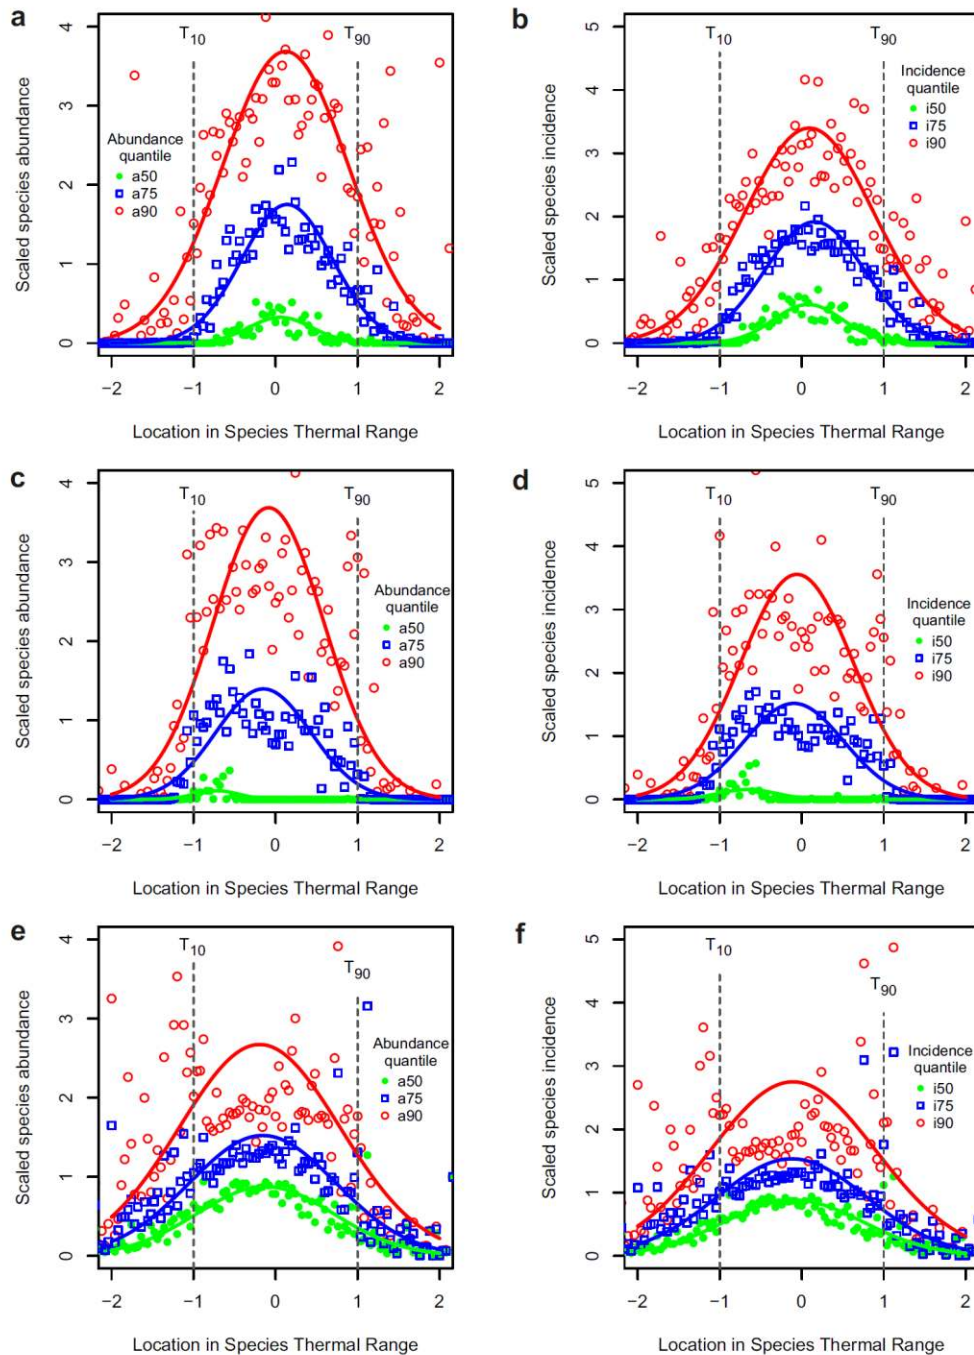 a
Scaled species abundance
4
3
2
1
0
T10
T90
Abundance
quantile
a50
a75
a90
−2 −1 0 1 2
Location in Species Thermal Range
b
Scaled species incidence
5
4
3
2
1
0
T10
T90
Incidence
quantile
i50
i75
i90
−2 −1 0 1 2
Location in Species Thermal Range
c
Scaled species abundance
4
3
2
1
0
T10
T90
Abundance
quantile
a50
a75
a90
−2 −1 0 1 2
Location in Species Thermal Range
d
Scaled species incidence
5
4
3
2
1
0
T10
T90
Incidence
quantile
i50
i75
i90
−2 −1 0 1 2
Location in Species Thermal Range
e
Scaled species abundance
4
3
2
1
0
T10
T90
Abundance
quantile
a50
a75
a90
−2 −1 0 1 2
Location in Species Thermal Range
f
Scaled species incidence
5
4
3
2
1
0
T10
T90
Incidence
quantile
i50
i75
i90
−2 −1 0 1 2
Location in Species Thermal Range